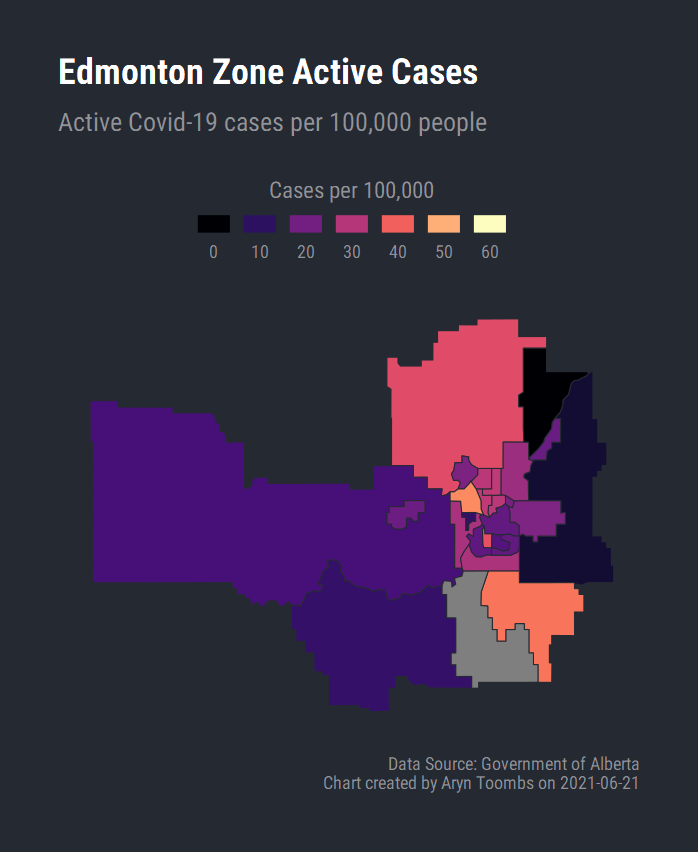 Edmonton Zone Active Cases
Active Covid-19 cases per 100,000 people
Cases per 100,000
0 10 20 30 40 50 60
Data Source: Government of Alberta
Chart created by Aryn Toombs on 2021-06-21